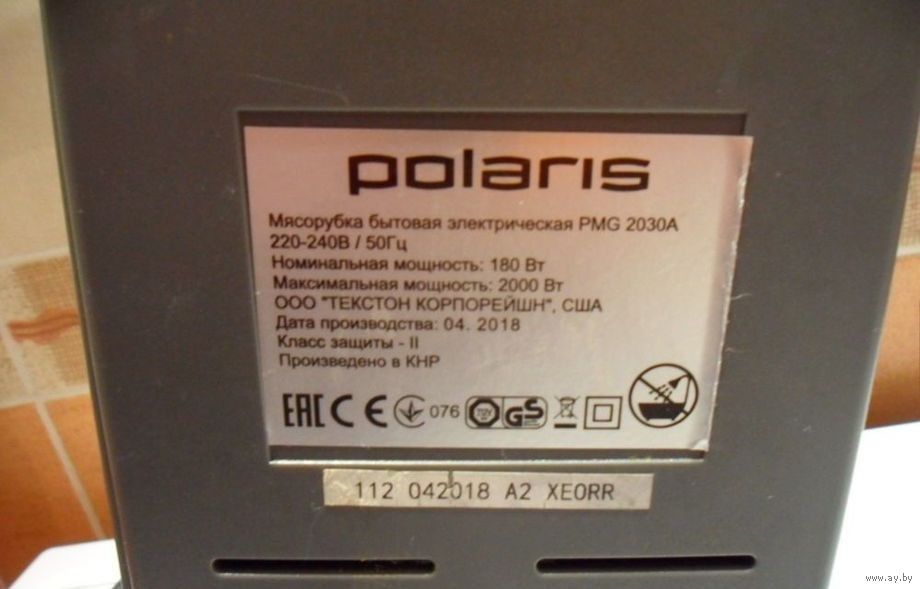 polaris
Мясорубка бытовая электрическая PMG 2030A
220-240В / 50Гц
Номинальная мощность: 180 Вт
Максимальная мощность: 2000 Вт
ООО "ТЕКСТОН КОРПОРЕЙШН", США
Дата производства: 04. 2018
Класс защиты - II
Произведено в КНР
EAC CE 076 TÜV GS
112 042018 A2 XEORR
www.ay.by